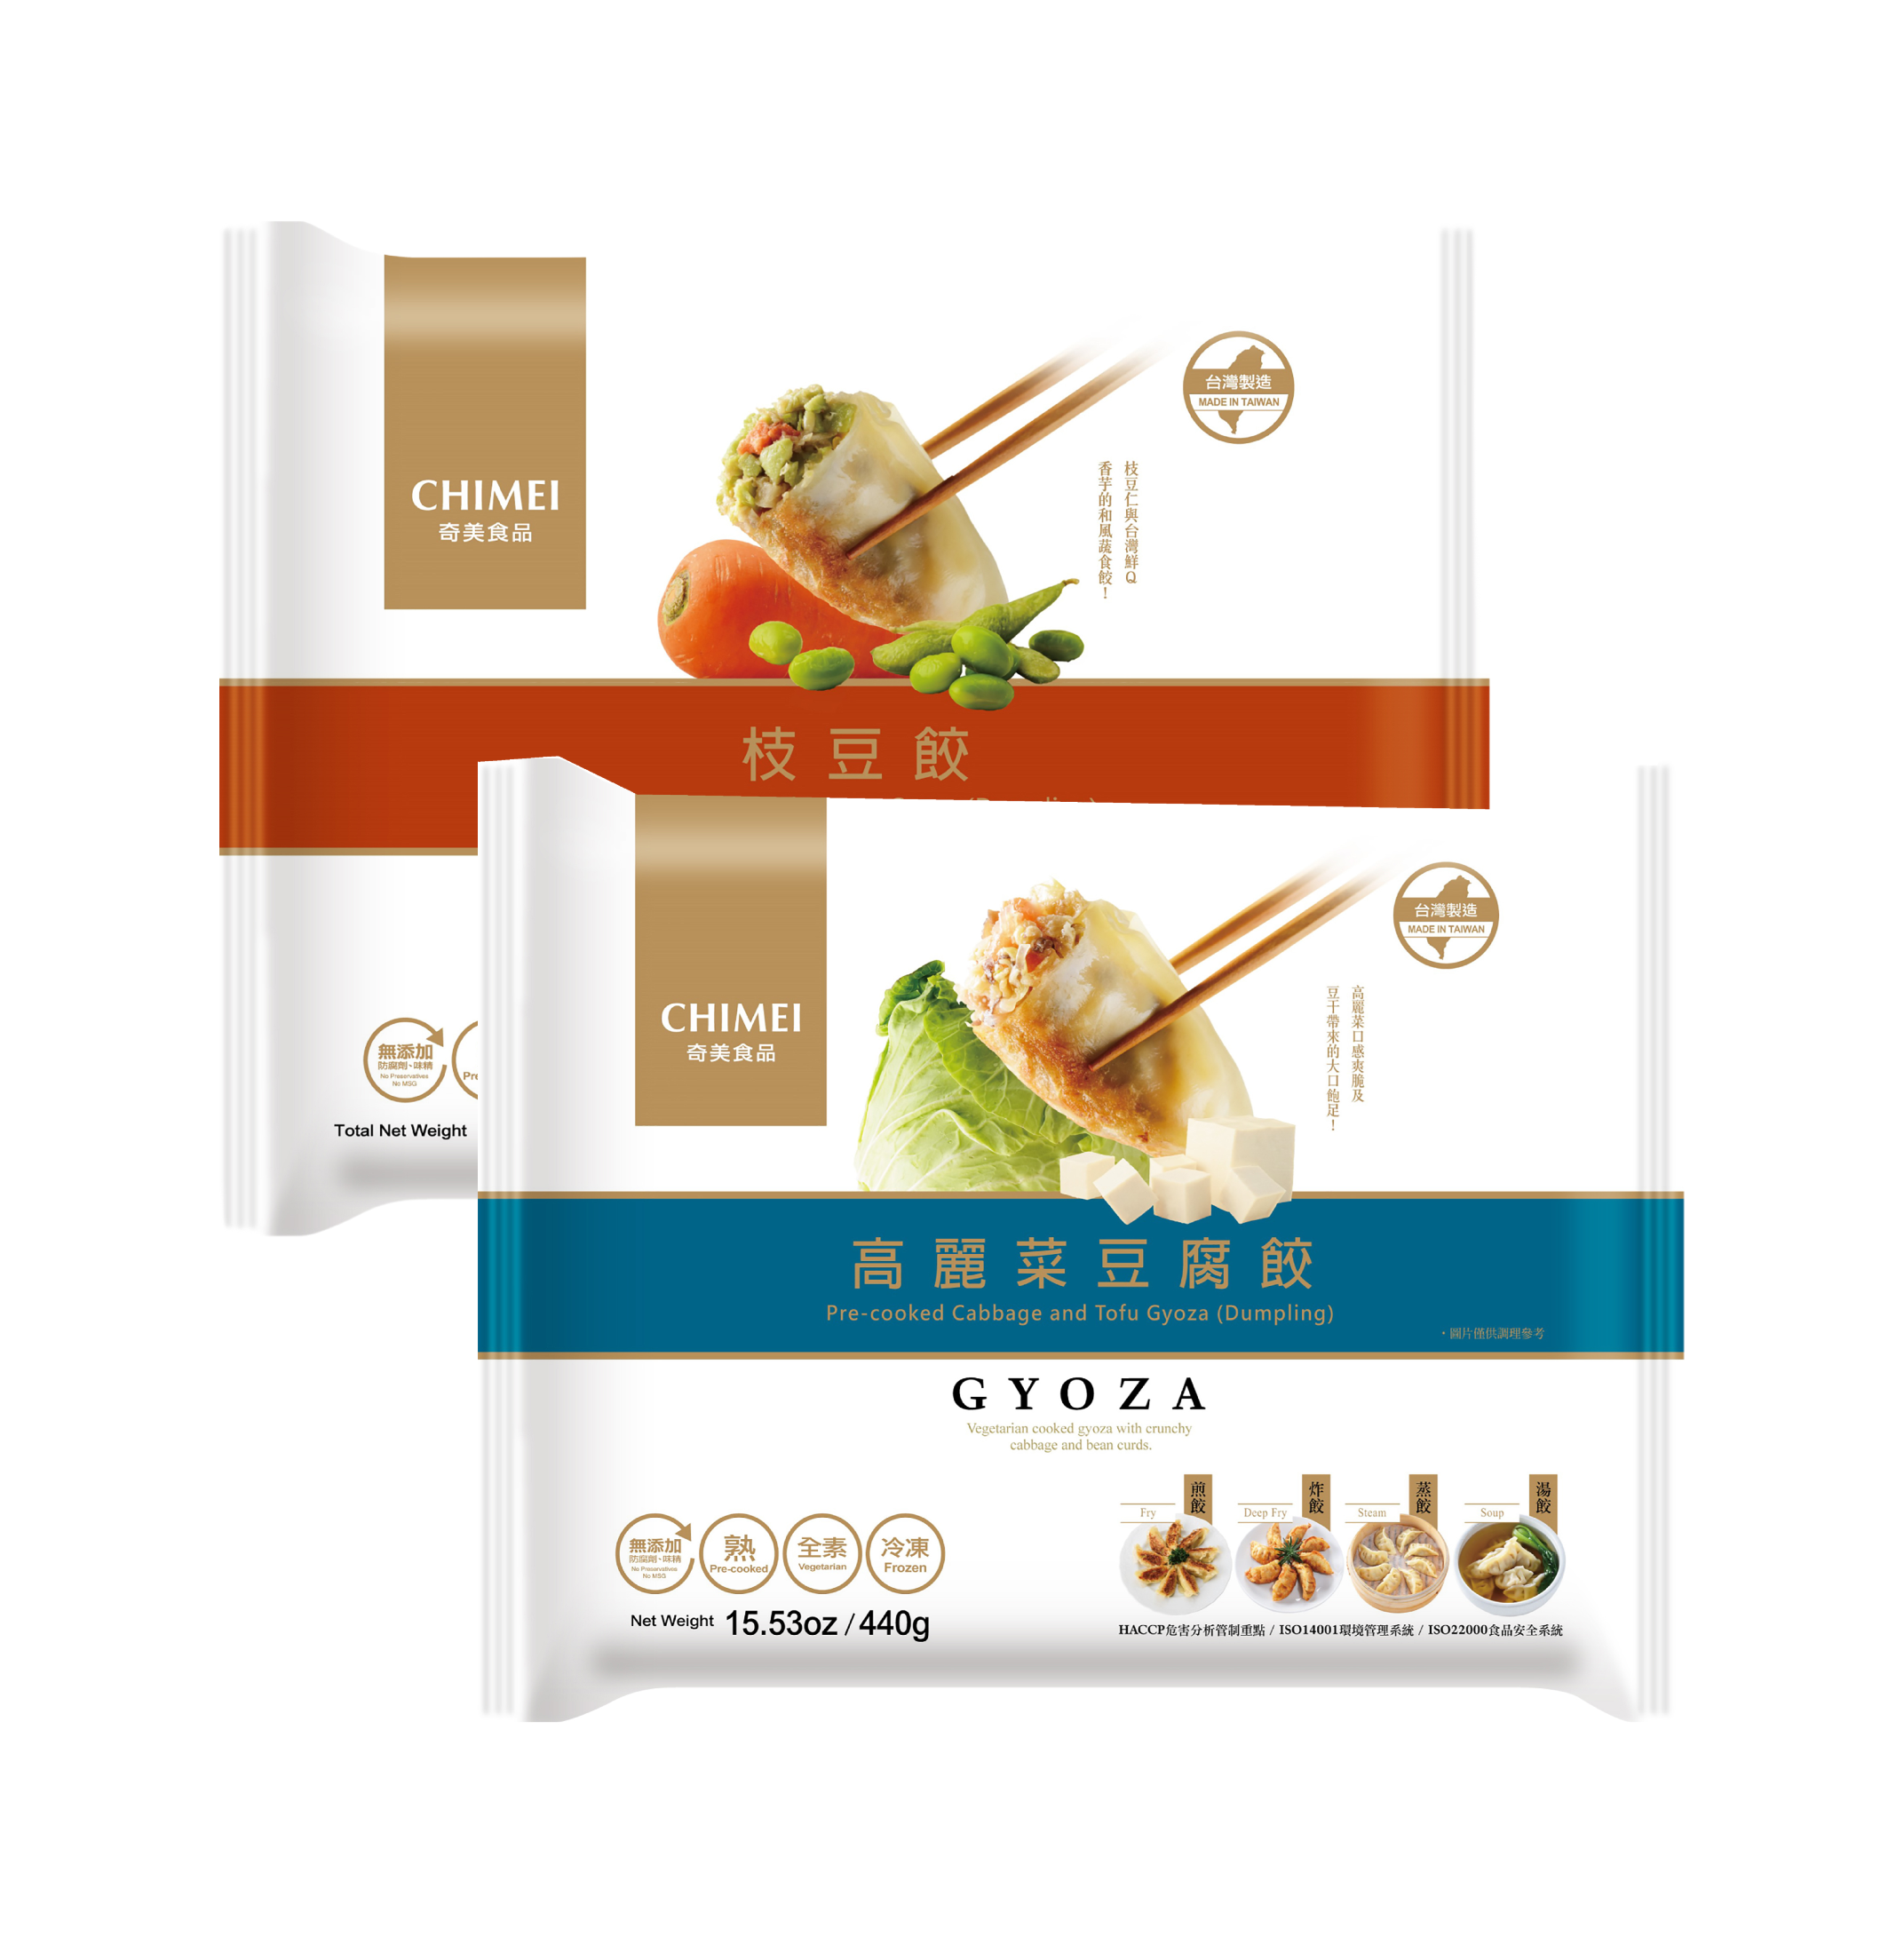 CHIMEI
奇美食品
台灣製造
MADE IN TAIWAN
枝豆仁與台灣鮮Q
香芋的和風蔬食餃！
枝豆餃
無添加
防腐劑、味精
No Preservatives
No MSG
Total Net Weight
CHIMEI
奇美食品
台灣製造
MADE IN TAIWAN
高麗菜口感爽脆及
豆干帶來的大口飽足！
高麗菜豆腐餃
Pre-cooked Cabbage and Tofu Gyoza (Dumpling)
・圖片僅供調理參考
GYOZA
Vegetarian cooked gyoza with crunchy
cabbage and bean curds.
煎餃
Fry
炸餃
Deep Fry
蒸餃
Steam
湯餃
Soup
無添加
防腐劑、味精
No Preservatives
No MSG
熟
Pre-cooked
全素
Vegetarian
冷凍
Frozen
Net Weight 15.53oz / 440g
HACCP危害分析管制重點 / ISO14001環境管理系統 / ISO22000食品安全系統